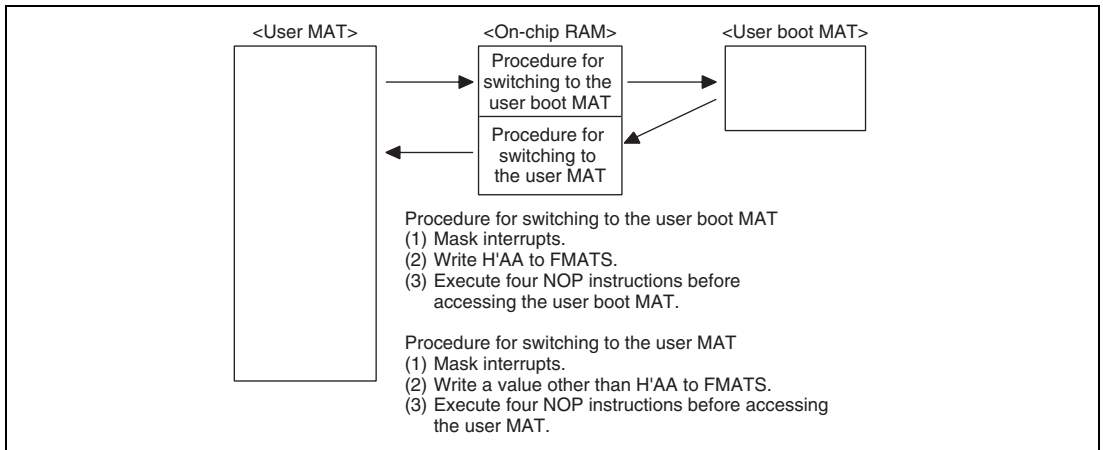 <User MAT>
<On-chip RAM>
<User boot MAT>
Procedure for
switching to the
user boot MAT
Procedure for
switching to
the user MAT
Procedure for switching to the user boot MAT
(1) Mask interrupts.
(2) Write H'AA to FMATS.
(3) Execute four NOP instructions before
accessing the user boot MAT.
Procedure for switching to the user MAT
(1) Mask interrupts.
(2) Write a value other than H'AA to FMATS.
(3) Execute four NOP instructions before accessing
the user MAT.